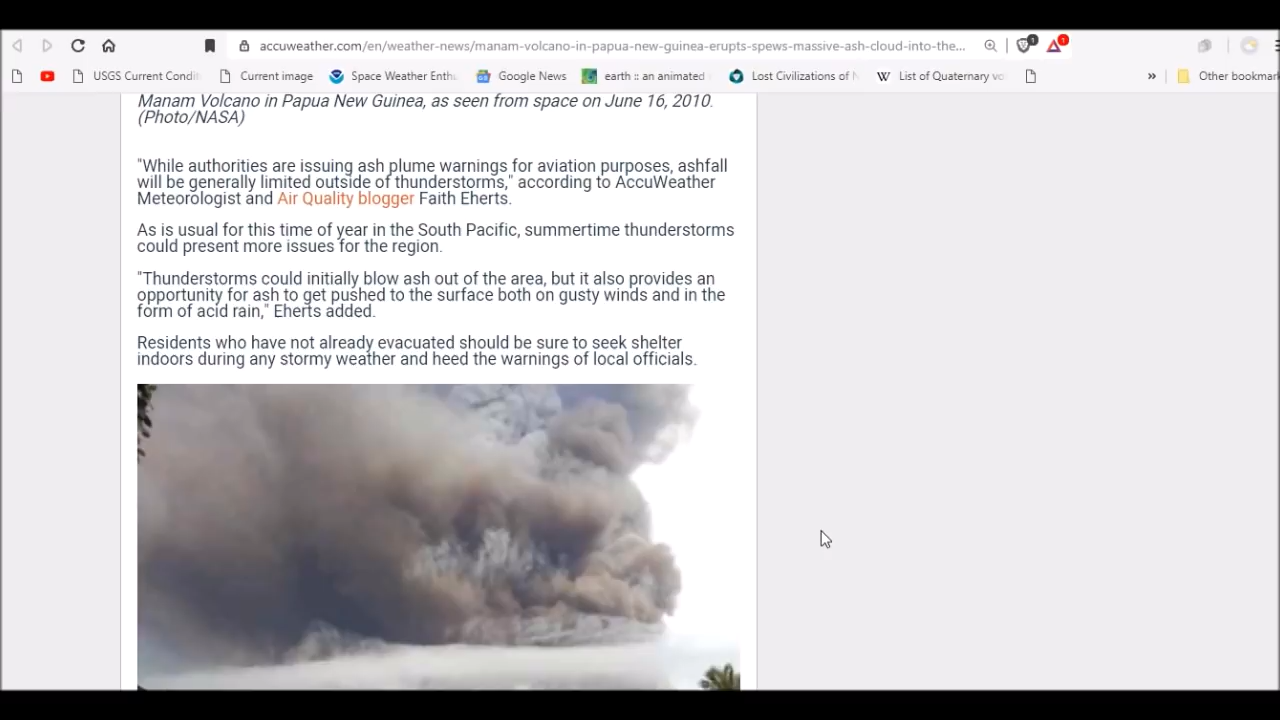 accuweather.com/en/weather-news/manam-volcano-in-papua-new-guinea-erupts-spews-massive-ash-cloud-into-the...
1
1
USGS Current Condi
Current image
Space Weather Enth
Google News
earth :: an animated
Lost Civilizations of N
W List of Quaternary vo
»
Other bookmar
Manam Volcano in Papua New Guinea, as seen from space on June 16, 2010.
(Photo/NASA)
"While authorities are issuing ash plume warnings for aviation purposes, ashfall
will be generally limited outside of thunderstorms," according to AccuWeather
Meteorologist and Air Quality blogger Faith Eherts.
As is usual for this time of year in the South Pacific, summertime thunderstorms
could present more issues for the region.
"Thunderstorms could initially blow ash out of the area, but it also provides an
opportunity for ash to get pushed to the surface both on gusty winds and in the
form of acid rain," Eherts added.
Residents who have not already evacuated should be sure to seek shelter
indoors during any stormy weather and heed the warnings of local officials.